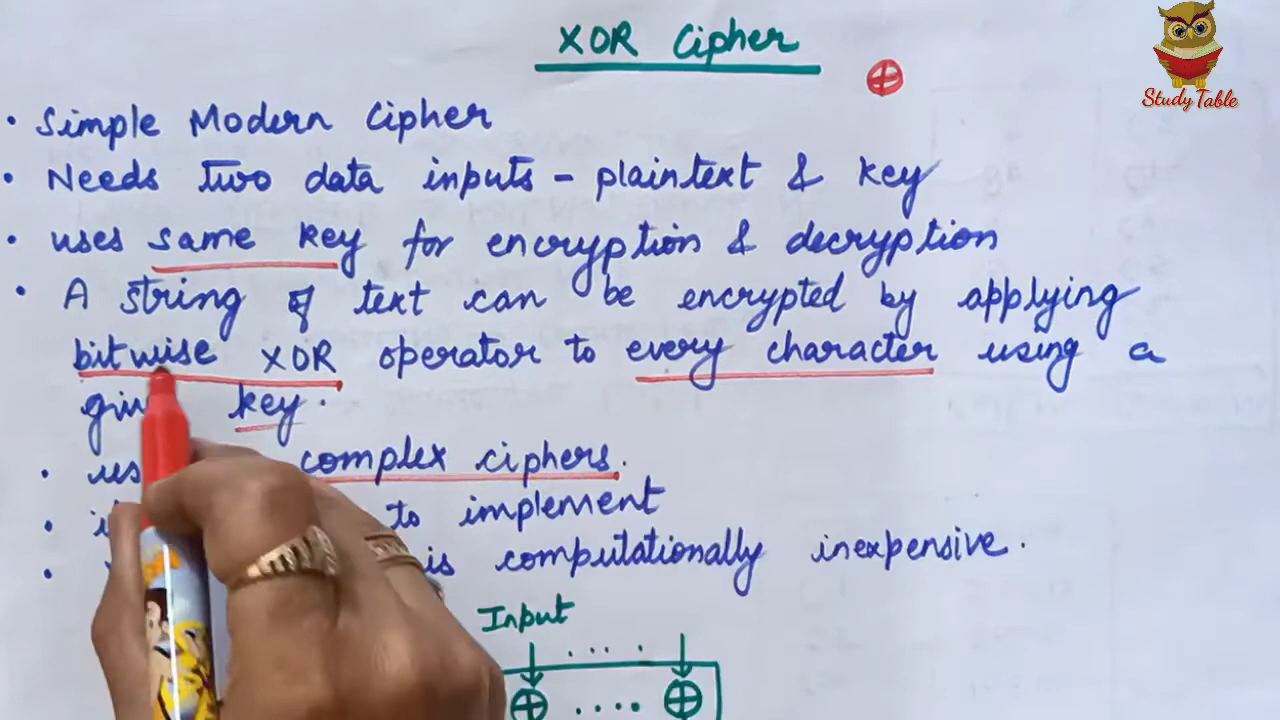 XOR Cipher
Study Table
• Simple Modern Cipher
• Needs two data inputs - plaintext & key
• uses same key for encryption & decryption
• A string of text can be encrypted by applying
bitwise XOR operator to every character using a
key.
• complex ciphers.
• to implement
• is computationally inexpensive.
Input